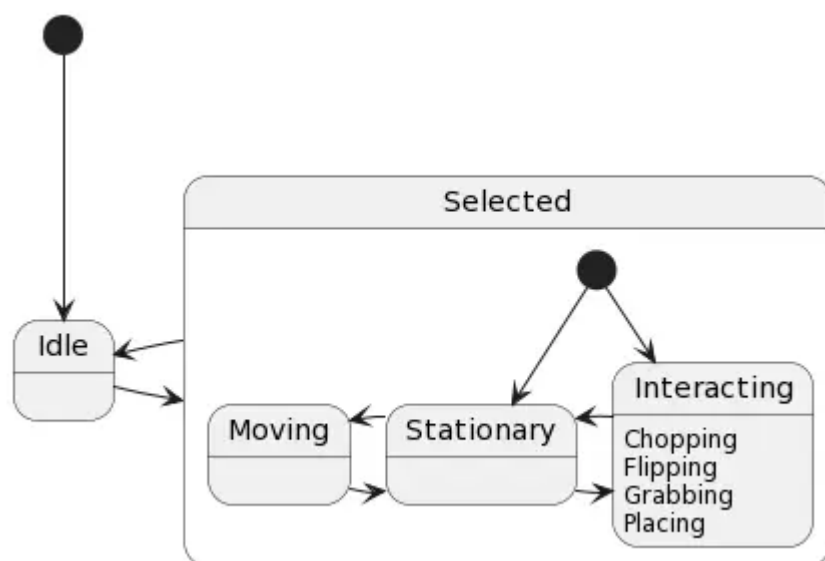 Selected
Idle
Moving
Stationary
Interacting
Chopping
Flipping
Grabbing
Placing